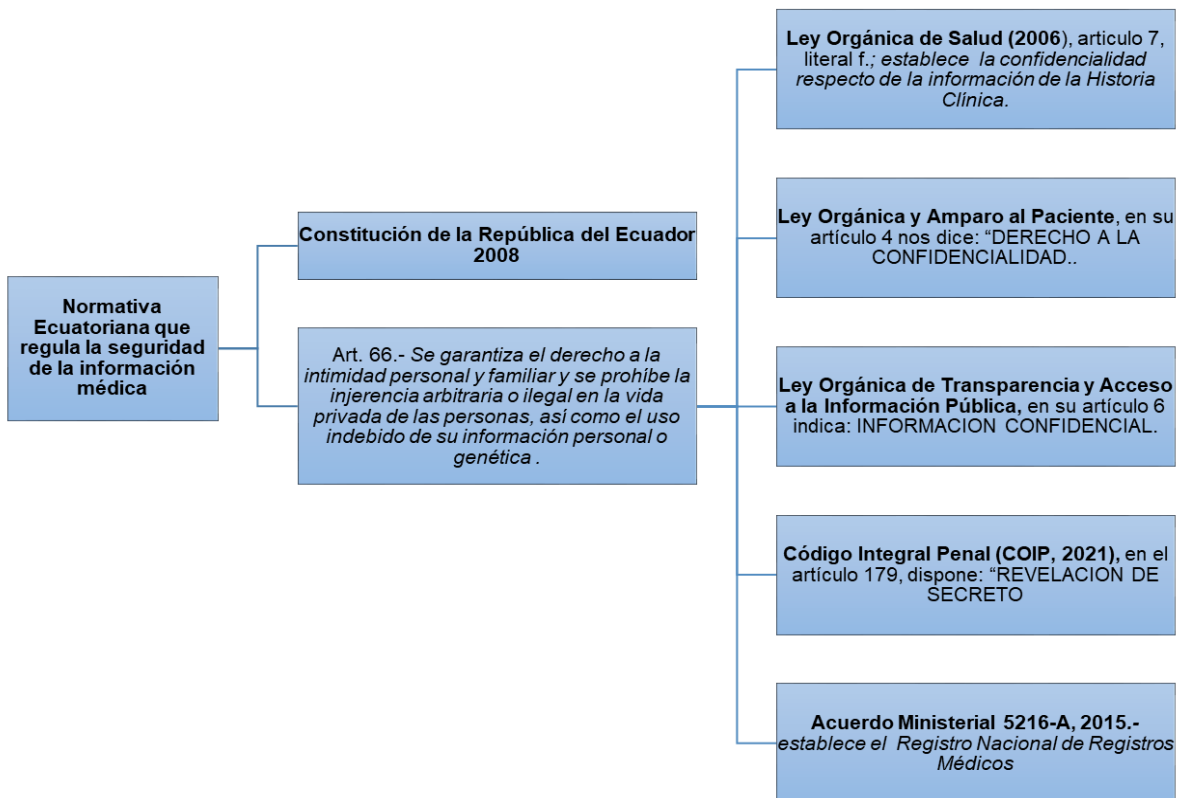 Normativa
Ecuatoriana que
regula la seguridad
de la información
médica
Constitución de la República del Ecuador
2008
Art. 66.- Se garantiza el derecho a la
intimidad personal y familiar y se prohíbe la
injerencia arbitraria o ilegal en la vida
privada de las personas, así como el uso
indebido de su información personal o
genética .
Ley Orgánica de Salud (2006), articulo 7,
literal f.; establece la confidencialidad
respecto de la información de la Historia
Clínica.
Ley Orgánica y Amparo al Paciente, en su
artículo 4 nos dice: “DERECHO A LA
CONFIDENCIALIDAD..
Ley Orgánica de Transparencia y Acceso
a la Información Pública, en su artículo 6
indica: INFORMACION CONFIDENCIAL.
Código Integral Penal (COIP, 2021), en el
artículo 179, dispone: “REVELACION DE
SECRETO
Acuerdo Ministerial 5216-A, 2015.-
establece el Registro Nacional de Registros
Médicos